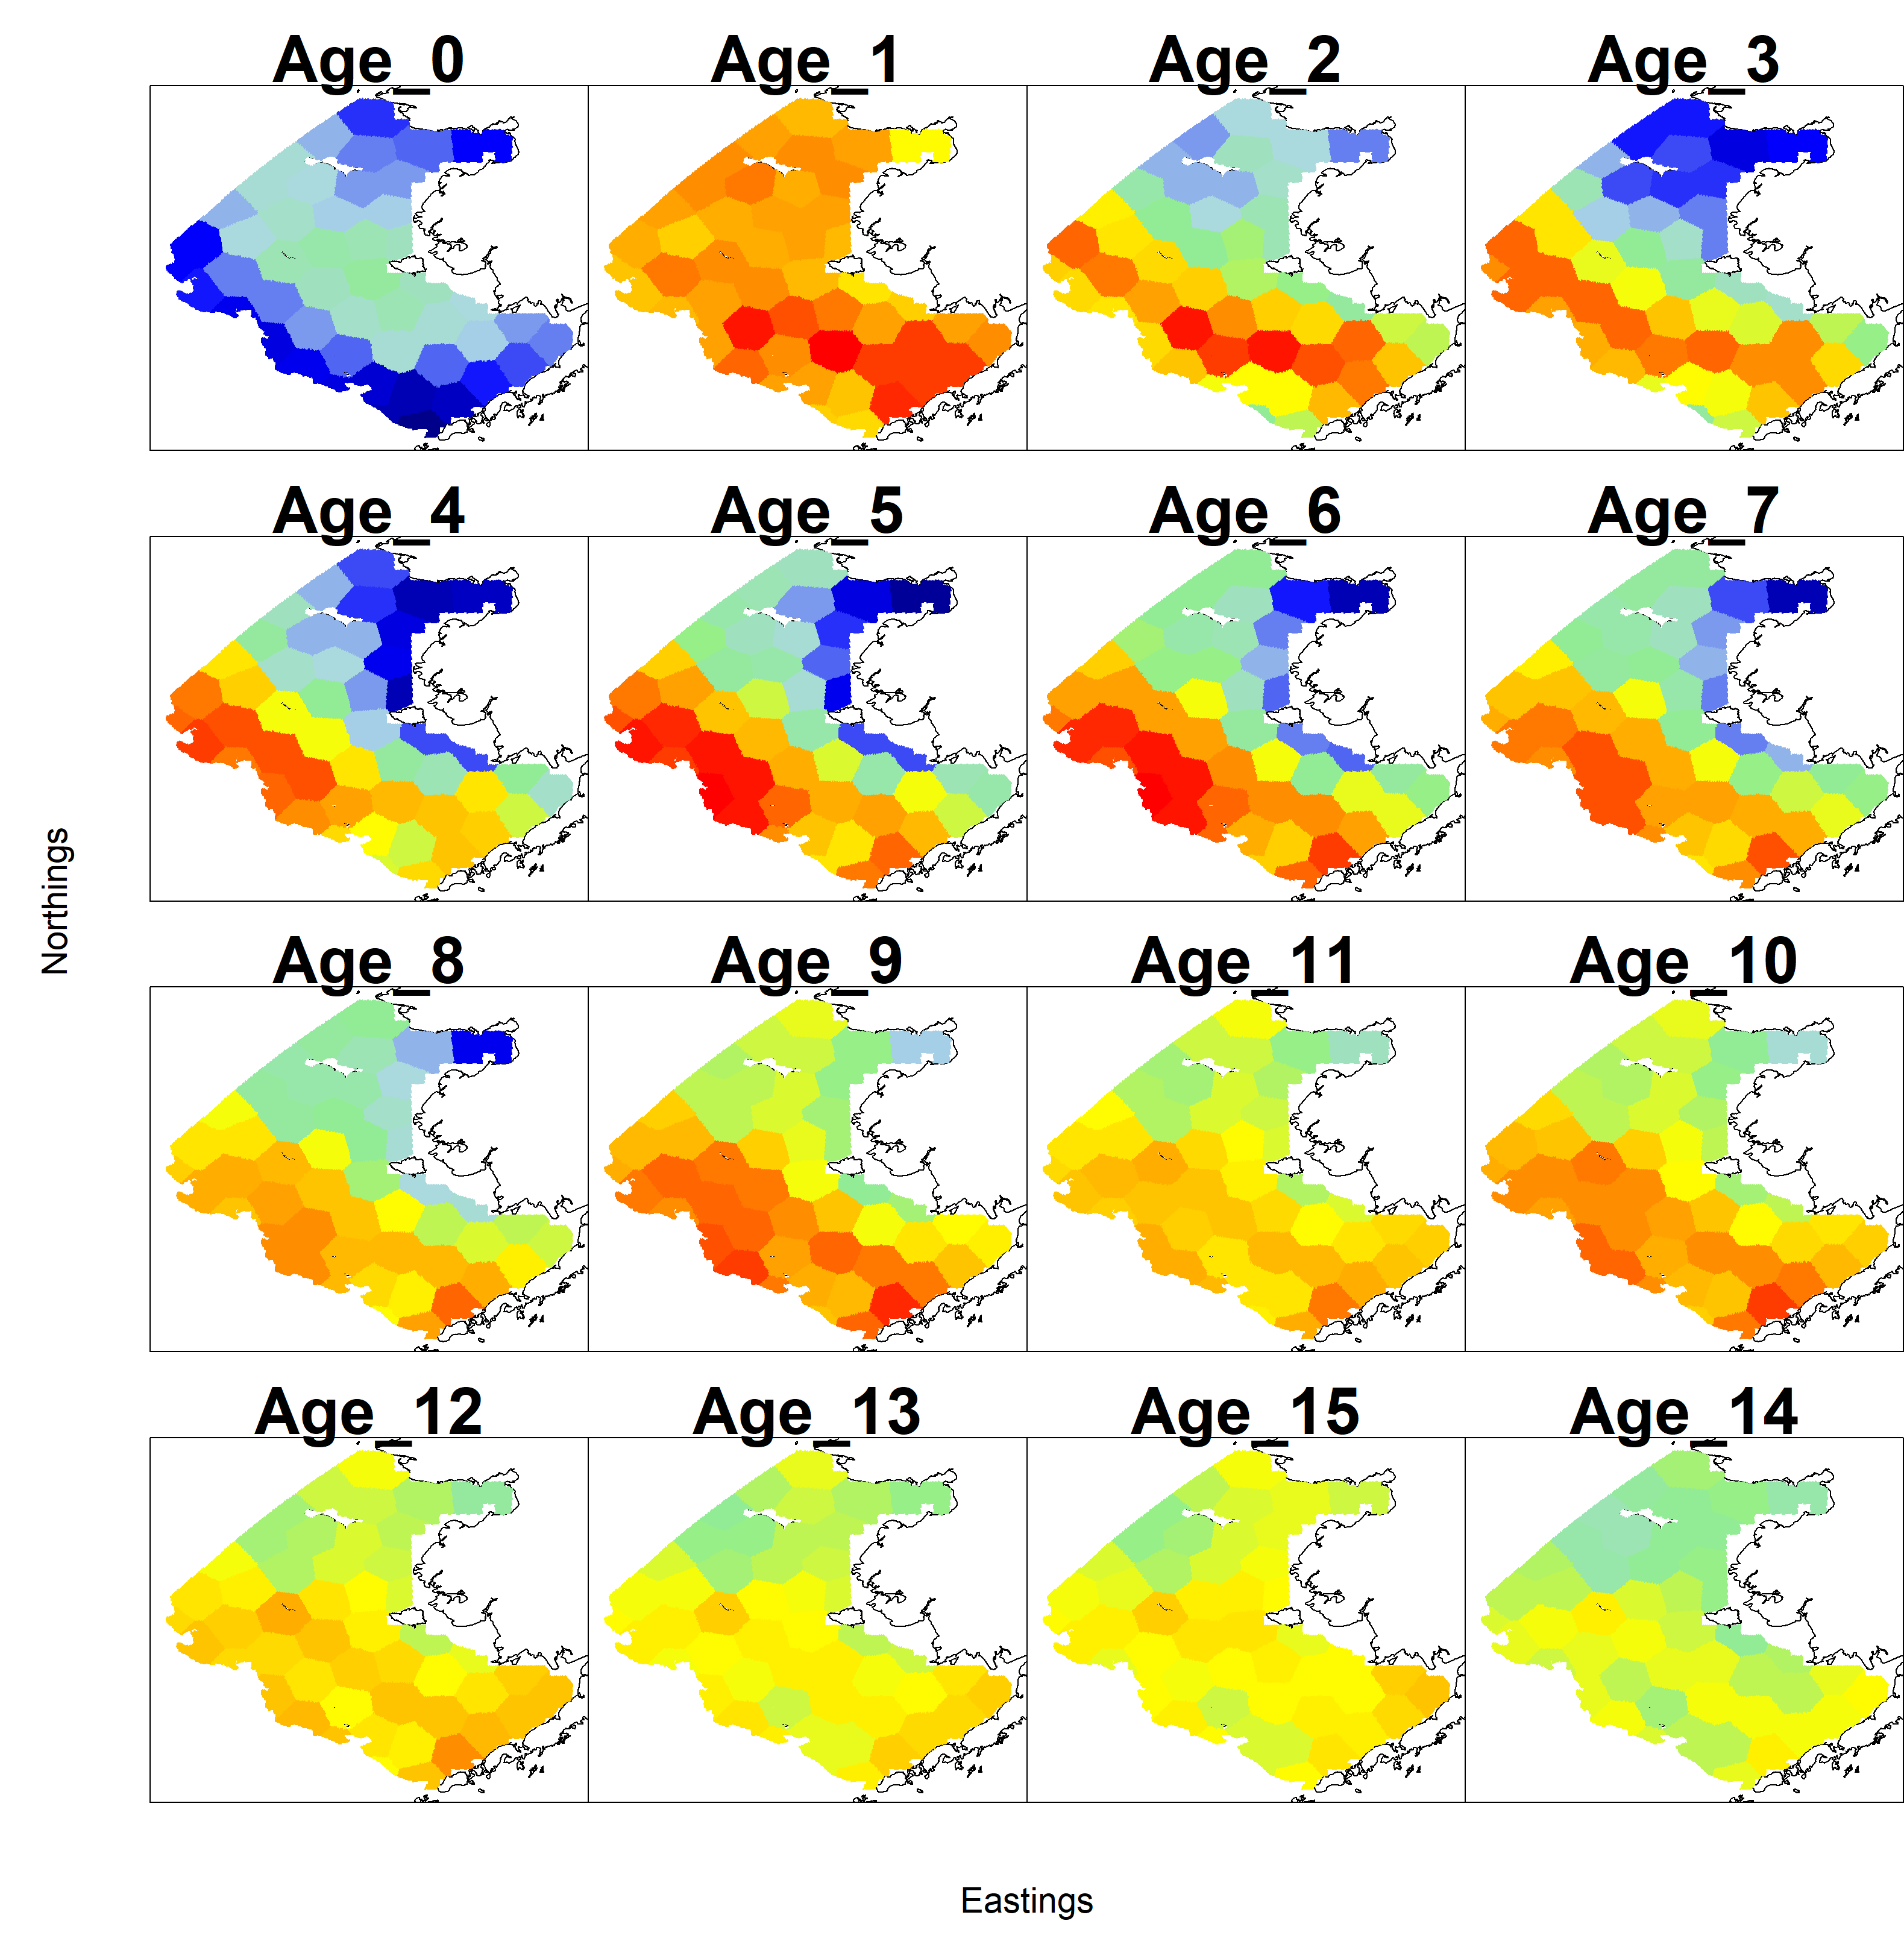 Age_0 Age_1 Age_2 Age_3
Age_4 Age_5 Age_6 Age_7
Northings
Age_8 Age_9 Age_11 Age_10
Age_12 Age_13 Age_15 Age_14
Eastings